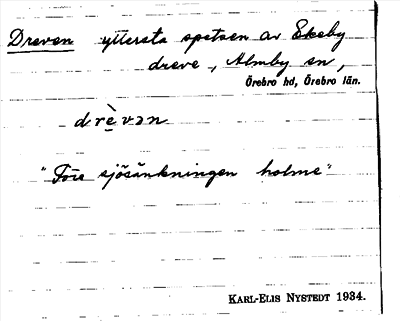 Dreven yttersta spetsen av Ekeby
dreve, Almby sn,
Örebro hd, Örebro län.
drèvən
"Före sjösänkningen holme"
KARL-ELIS NYSTEDT 1934.